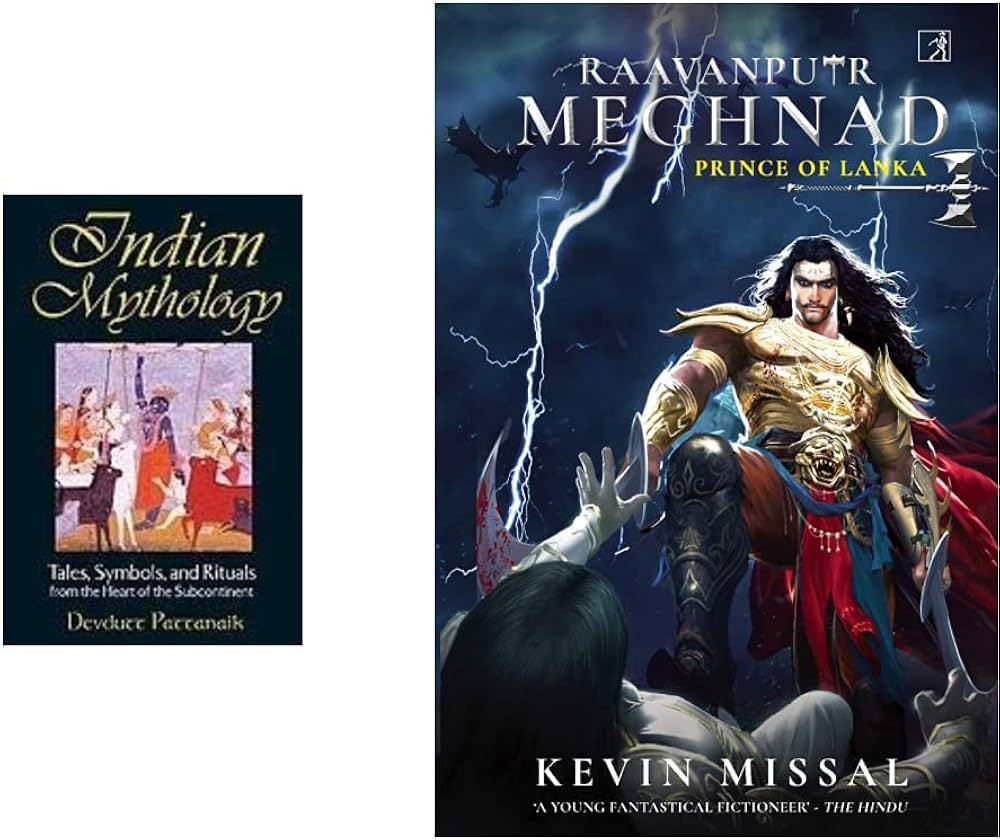 Indian
Mythology
Tales, Symbols, and Rituals
from the Heart of the Subcontinent
Devdutt Pattanaik
RAAVANPUTR
MEGHNAD
PRINCE OF LANKA
KEVIN MISSAL
‘A YOUNG FANTASTICAL FICTIONEER’ - THE HINDU